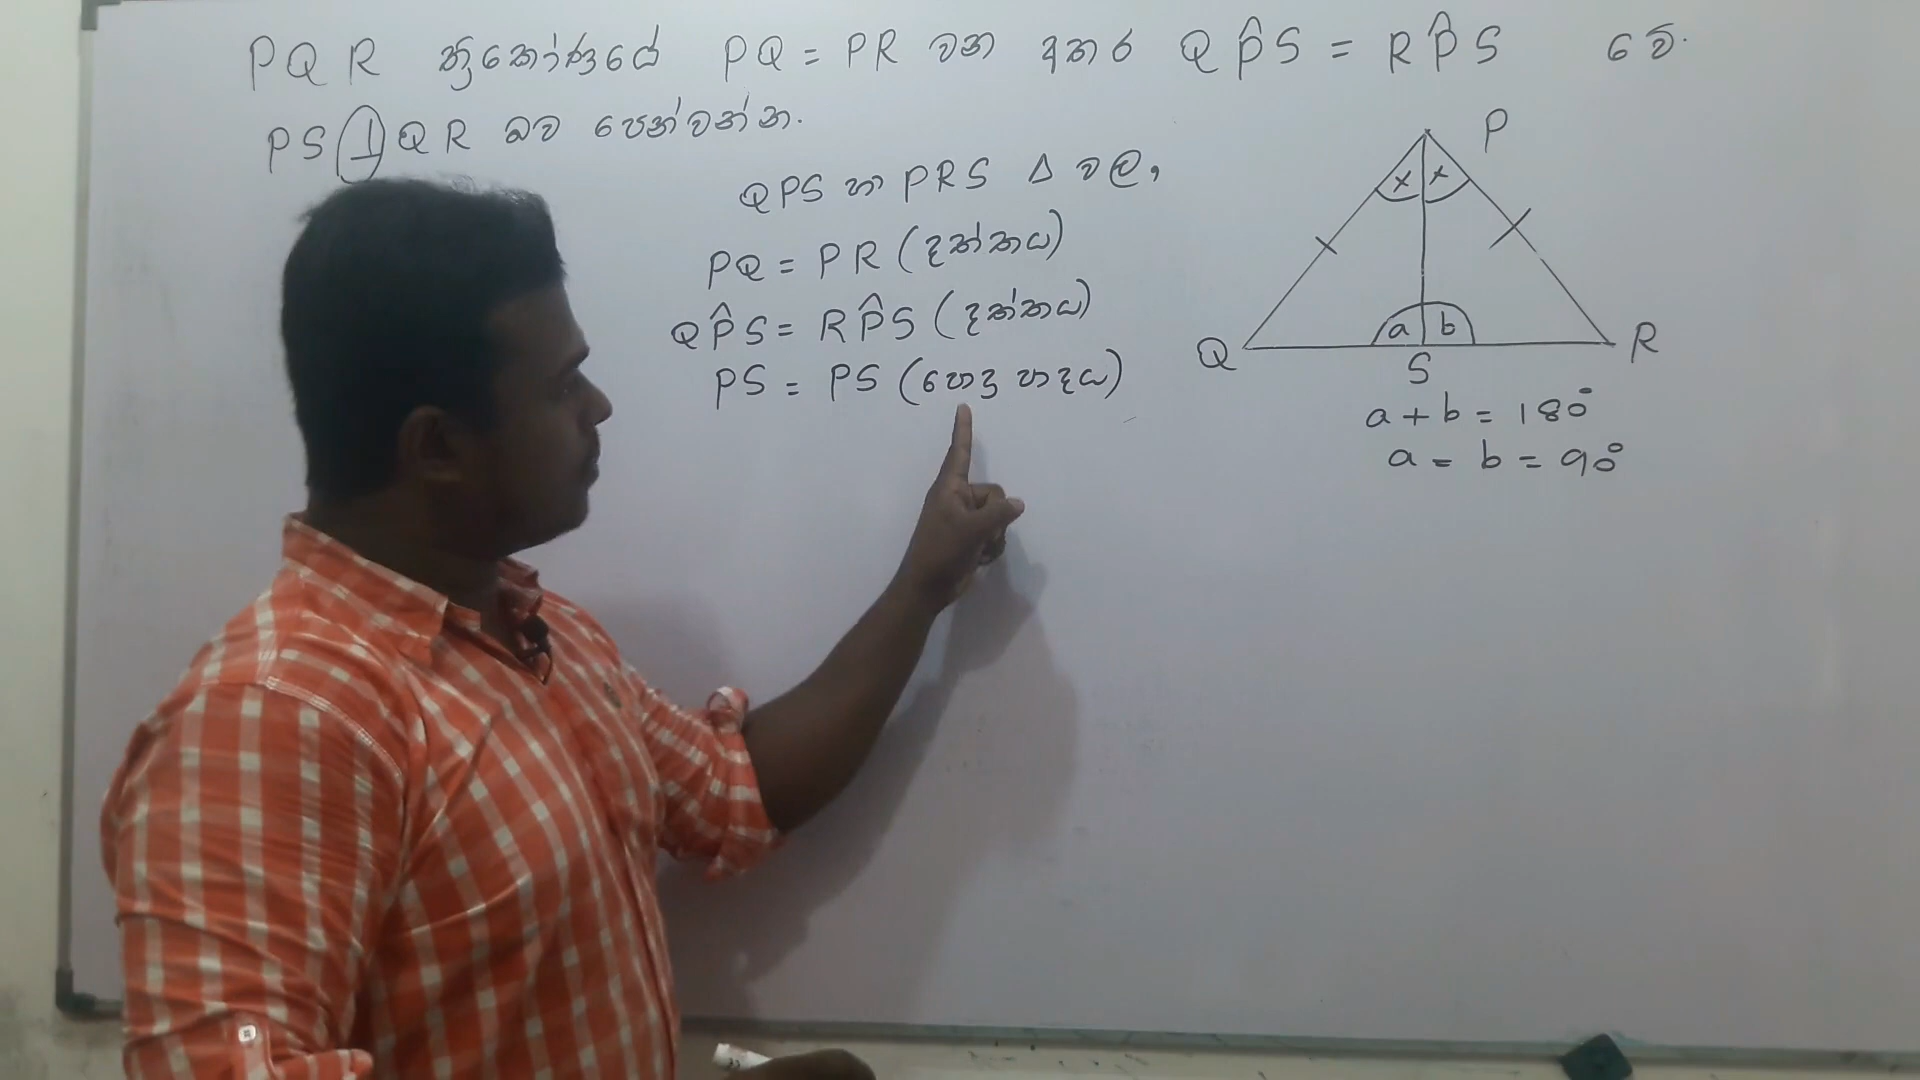 PQR ත්‍රිකෝණයේ PQ = PR වන අතර QP̂S = RP̂S වේ.
PS ⊥ QR බව පෙන්වන්න.
QPS හා PRS Δ වල,
PQ = PR (දත්තය)
QP̂S = RP̂S (දත්තය)
PS = PS (පොදු පාදය)
P
x x
a b
Q S R
a + b = 180°
a = b = 90°